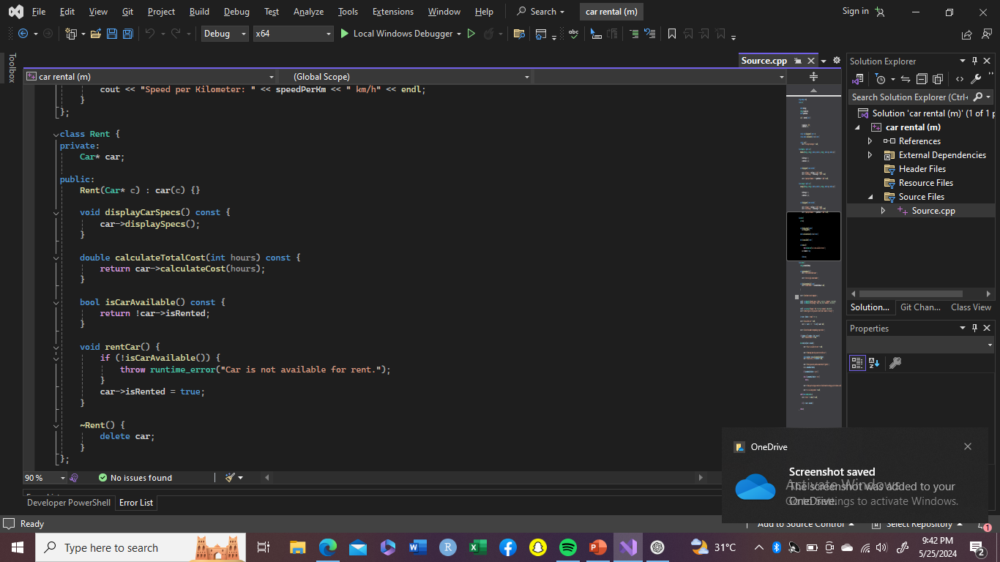 File Edit View Git Project Build Debug Test Analyze Tools Extensions Window Help Search car rental (m) Sign in
Debug x64 Local Windows Debugger
Toolbox
Source.cpp
car rental (m) (Global Scope)
cout << "Speed per Kilometer: " << speedPerKm << " km/h" << endl;
}
};
class Rent {
private:
Car* car;
public:
Rent(Car* c) : car(c) {}
void displayCarSpecs() const {
car->displaySpecs();
}
double calculateTotalCost(int hours) const {
return car->calculateCost(hours);
}
bool isCarAvailable() const {
return !car->isRented;
}
void rentCar() {
if (!isCarAvailable()) {
throw runtime_error("Car is not available for rent.");
}
car->isRented = true;
}
~Rent() {
delete car;
}
};
90 % No issues found
Developer PowerShell Error List
Ready
Solution Explorer
Search Solution Explorer (Ctrl+
Solution 'car rental (m)' (1 of 1 p
car rental (m)
References
External Dependencies
Header Files
Resource Files
Source Files
Source.cpp
Solution... Git Chan... Class View
Properties
OneDrive
Screenshot saved
The screenshot was added to your
OneDrive.
Activate Windows
Go to Settings to activate Windows.
Add to Source Control Select Repository 1
Type here to search
31°C
9:42 PM
5/25/2024
2